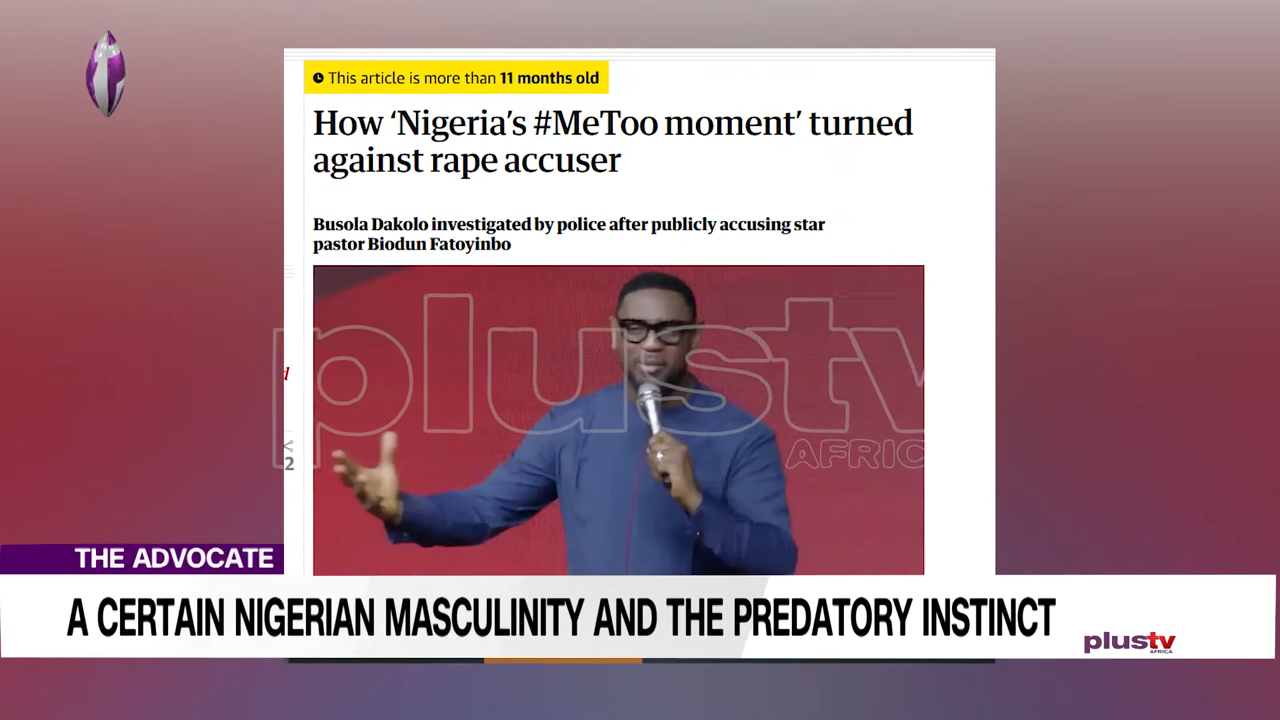 This article is more than 11 months old
How ‘Nigeria’s #MeToo moment’ turned
against rape accuser
Busola Dakolo investigated by police after publicly accusing star
pastor Biodun Fatoyinbo
plustv
AFRIC
d
2
THE ADVOCATE
A CERTAIN NIGERIAN MASCULINITY AND THE PREDATORY INSTINCT
plustv
AFRICA